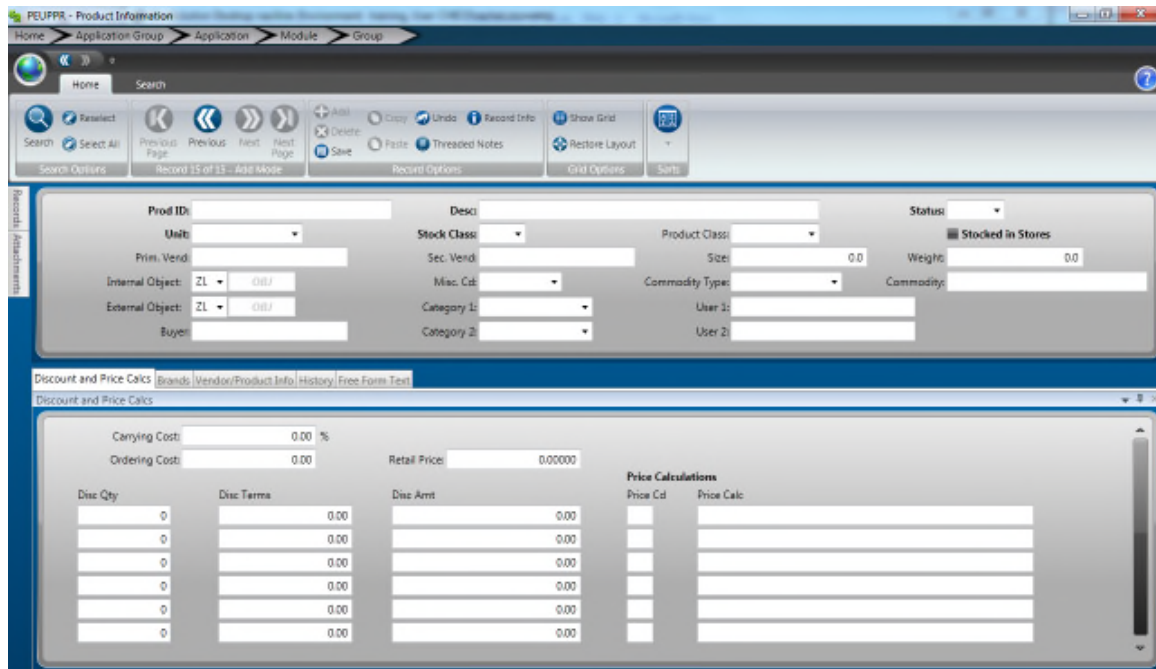 PEUPPR - Product Information
Home Application Group Application Module Group
Home Search
Search Reselect Select All Previous Page Previous Next Next Page Add Delete Save Copy Paste Undo Threaded Notes Record Info Show Grid Restore Layout
Search Options Record 15 of 15 - Add Mode Record Options Grid Options Sorts
Records Attachments
Prod ID: Desc: Status:
Unit: Stock Class: Product Class: Stocked in Stores
Prim. Vend: Sec. Vend: Size: 0.0 Weight: 0.0
Internal Object: ZL OBJ Misc. Cd: Commodity Type: Commodity:
External Object: ZL OBJ Category 1: User 1:
Buyer: Category 2: User 2:
Discount and Price Calcs Brands Vendor/Product Info History Free Form Text
Discount and Price Calcs
Carrying Cost: 0.00 %
Ordering Cost: 0.00 Retail Price: 0.00000
Price Calculations
Disc Qty Disc Terms Disc Amt Price Cd Price Calc
0 0.00 0.00
0 0.00 0.00
0 0.00 0.00
0 0.00 0.00
0 0.00 0.00
0 0.00 0.00